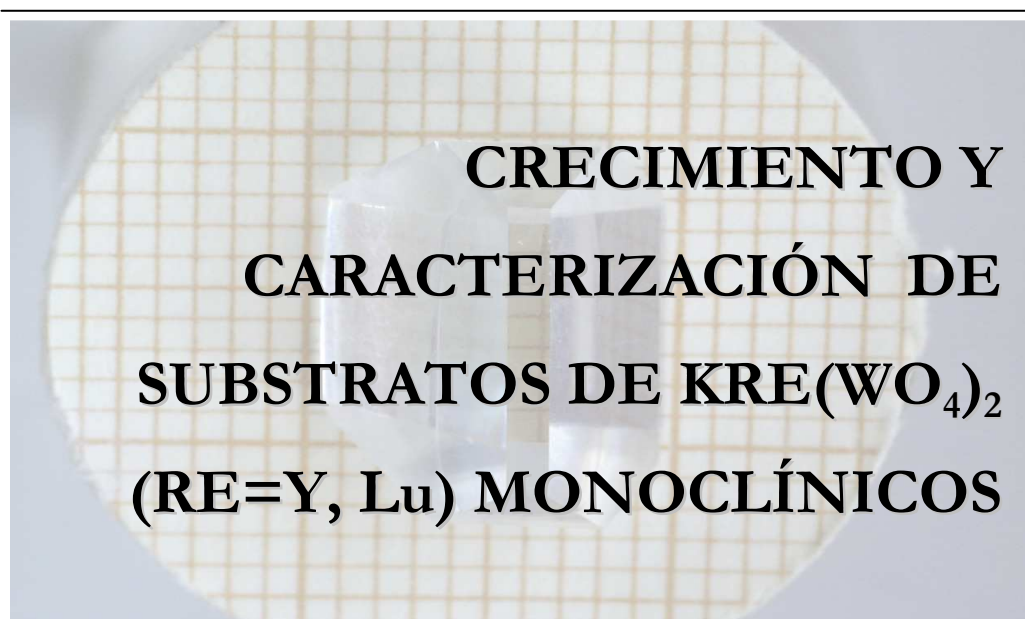 CRECIMIENTO Y
CARACTERIZACIÓN DE
SUBSTRATOS DE KRE(WO₄)₂
(RE=Y, Lu) MONOCLÍNICOS